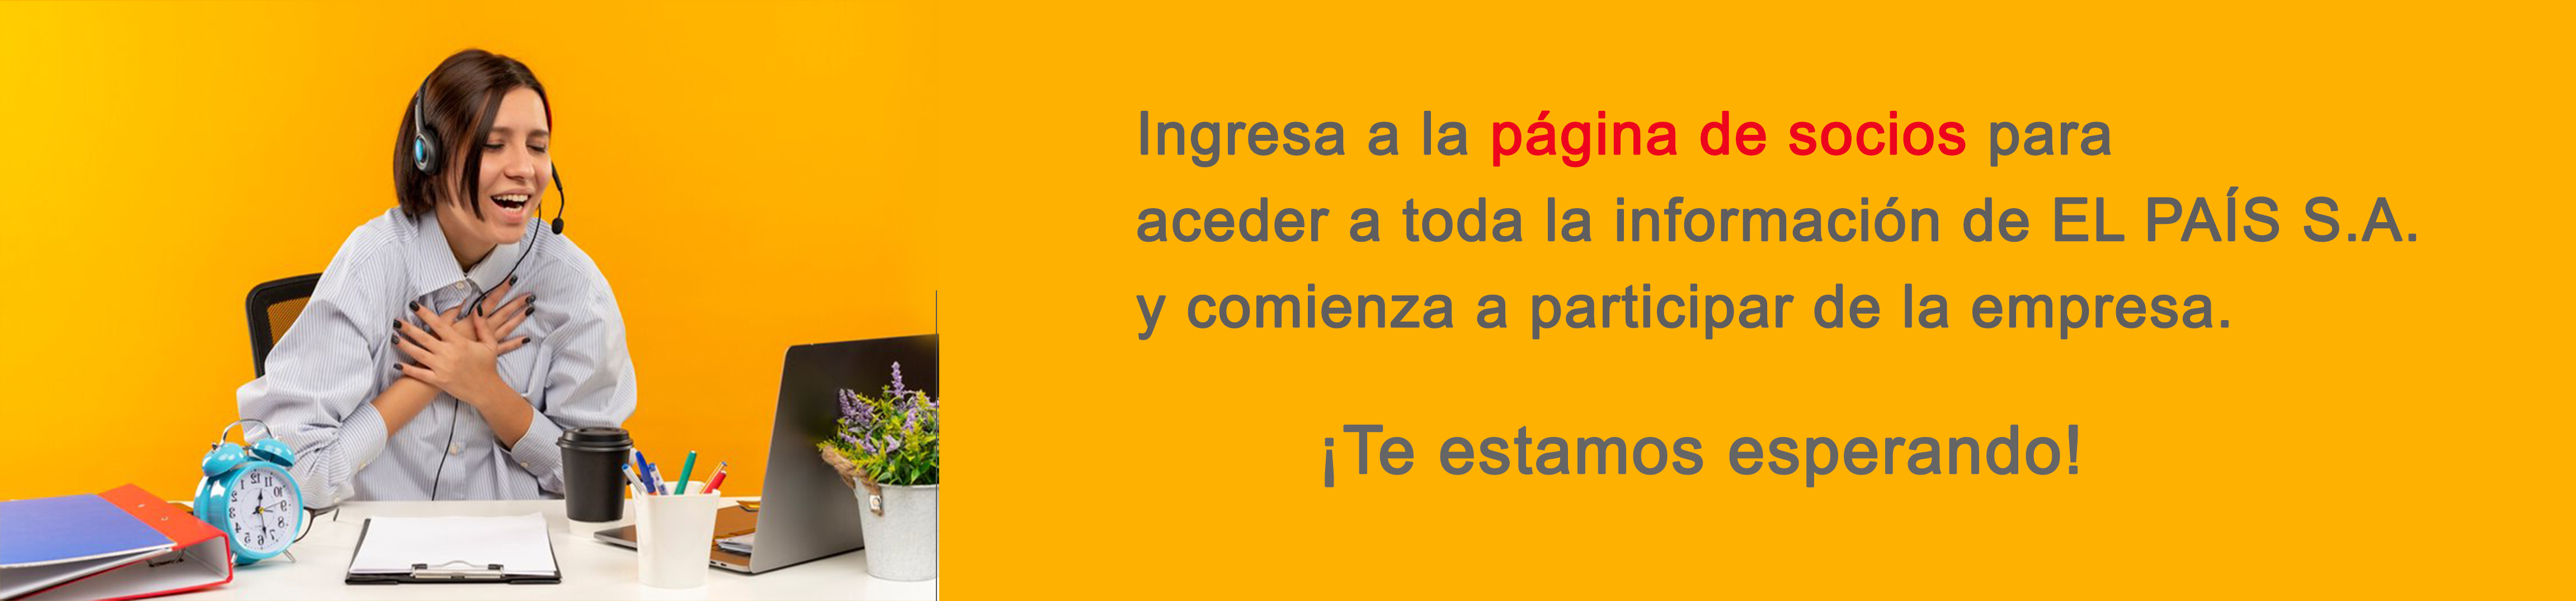 Ingresa a la página de socios para
aceder a toda la información de EL PAÍS S.A.
y comienza a participar de la empresa.
¡Te estamos esperando!